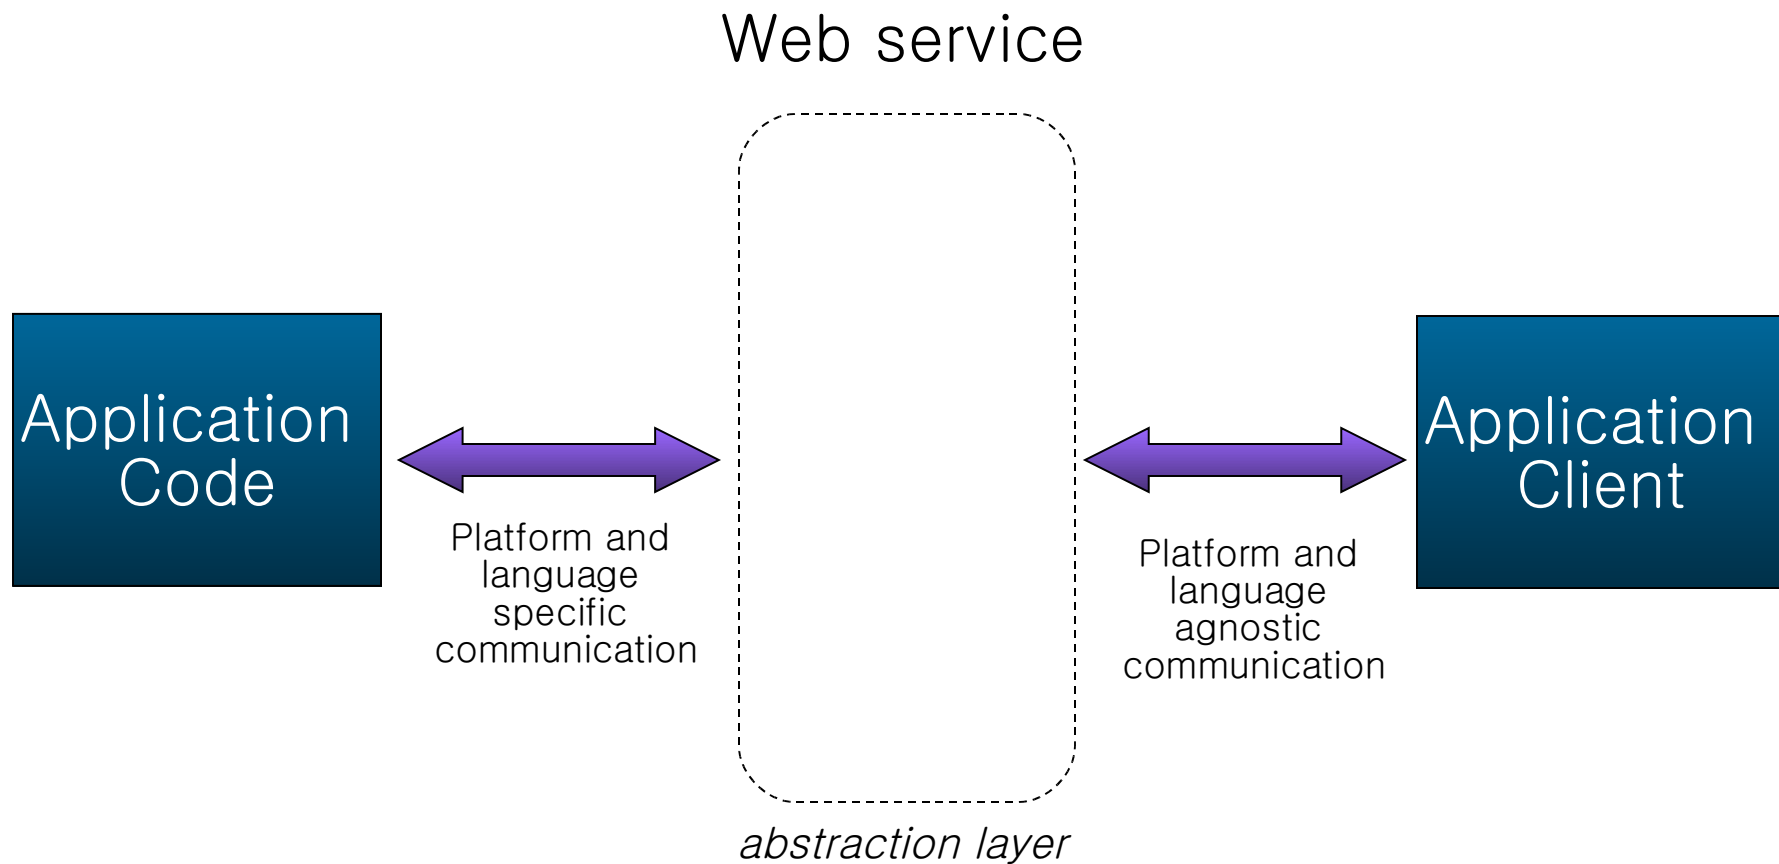 Web service
Application
Code
Platform and
language
specific
communication
Platform and
language
agnostic
communication
Application
Client
abstraction layer